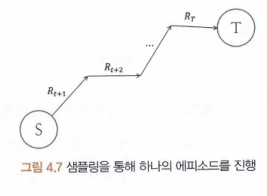 R_T
T
...
R_{t+2}
R_{t+1}
S
그림 4.7 샘플링을 통해 하나의 에피소드를 진행